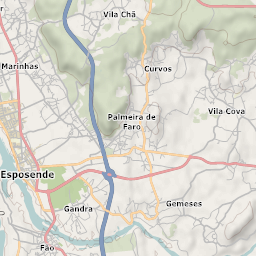 Vila Chã
Marinhas
Curvos
Vila Cova
Palmeira de
Faro
Esposende
Gandra
Gemeses
Fão